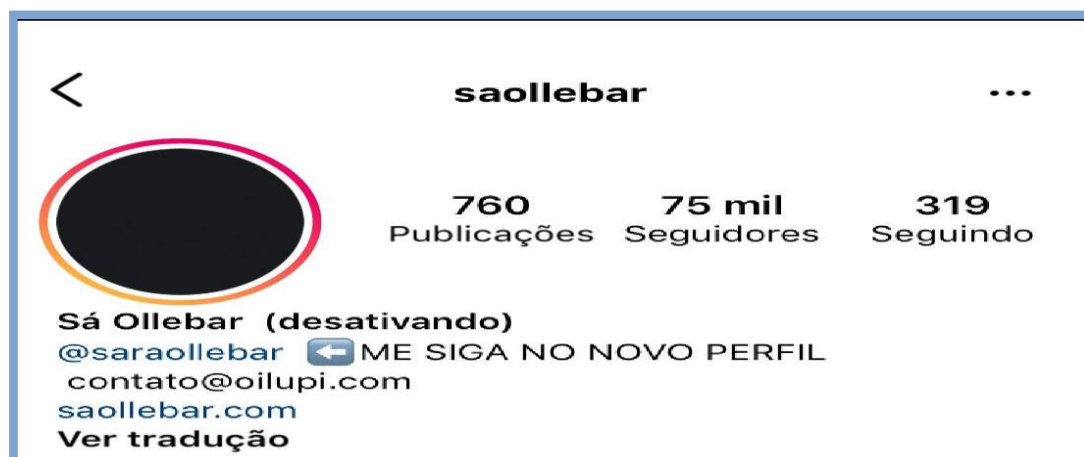 saollebar
760 75 mil 319
Publicações Seguidores Seguindo
Sá Ollebar (desativando)
@saraollebar ⬅️ ME SIGA NO NOVO PERFIL
contato@oilupi.com
saollebar.com
Ver tradução